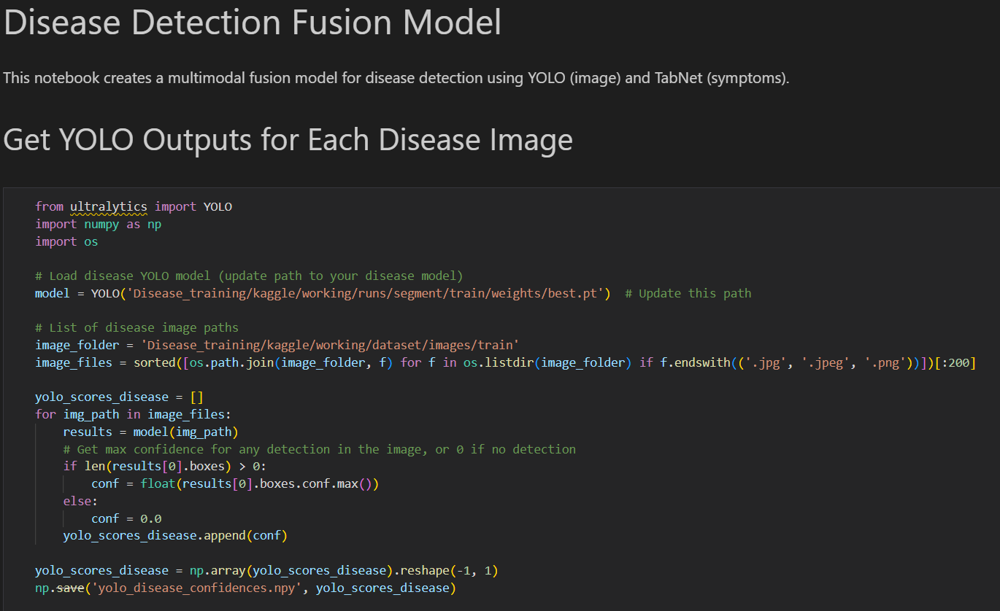 Disease Detection Fusion Model
This notebook creates a multimodal fusion model for disease detection using YOLO (image) and TabNet (symptoms).
Get YOLO Outputs for Each Disease Image
from ultralytics import YOLO
import numpy as np
import os
# Load disease YOLO model (update path to your disease model)
model = YOLO('Disease_training/kaggle/working/runs/segment/train/weights/best.pt')  # Update this path
# List of disease image paths
image_folder = 'Disease_training/kaggle/working/dataset/images/train'
image_files = sorted([os.path.join(image_folder, f) for f in os.listdir(image_folder) if f.endswith(('.jpg', '.jpeg', '.png'))])[:200]
yolo_scores_disease = []
for img_path in image_files:
    results = model(img_path)
    # Get max confidence for any detection in the image, or 0 if no detection
    if len(results[0].boxes) > 0:
        conf = float(results[0].boxes.conf.max())
    else:
        conf = 0.0
    yolo_scores_disease.append(conf)
yolo_scores_disease = np.array(yolo_scores_disease).reshape(-1, 1)
np.save('yolo_disease_confidences.npy', yolo_scores_disease)